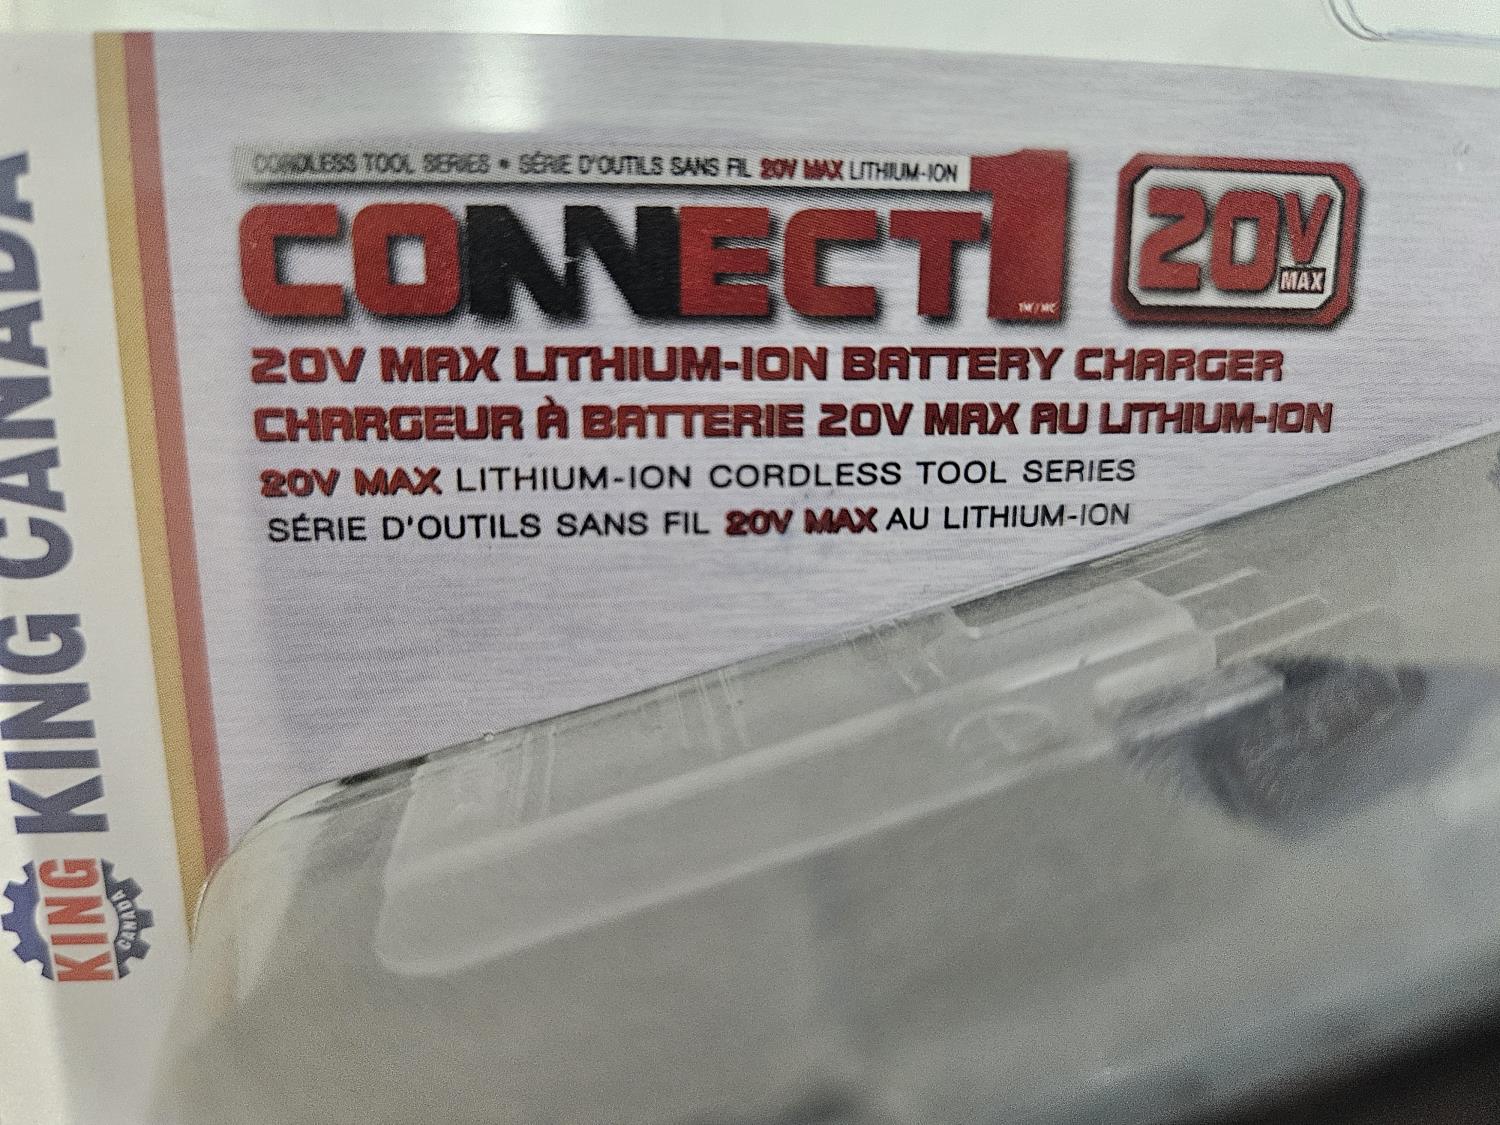 CORDLESS TOOL SERIES • SÉRIE D'OUTILS SANS FIL 20V MAX LITHIUM-ION
CONNECT1
TM/MC
20V
MAX
20V MAX LITHIUM-ION BATTERY CHARGER
CHARGEUR À BATTERIE 20V MAX AU LITHIUM-ION
20V MAX LITHIUM-ION CORDLESS TOOL SERIES
SÉRIE D'OUTILS SANS FIL 20V MAX AU LITHIUM-ION
KING CANADA
KING
CANADA